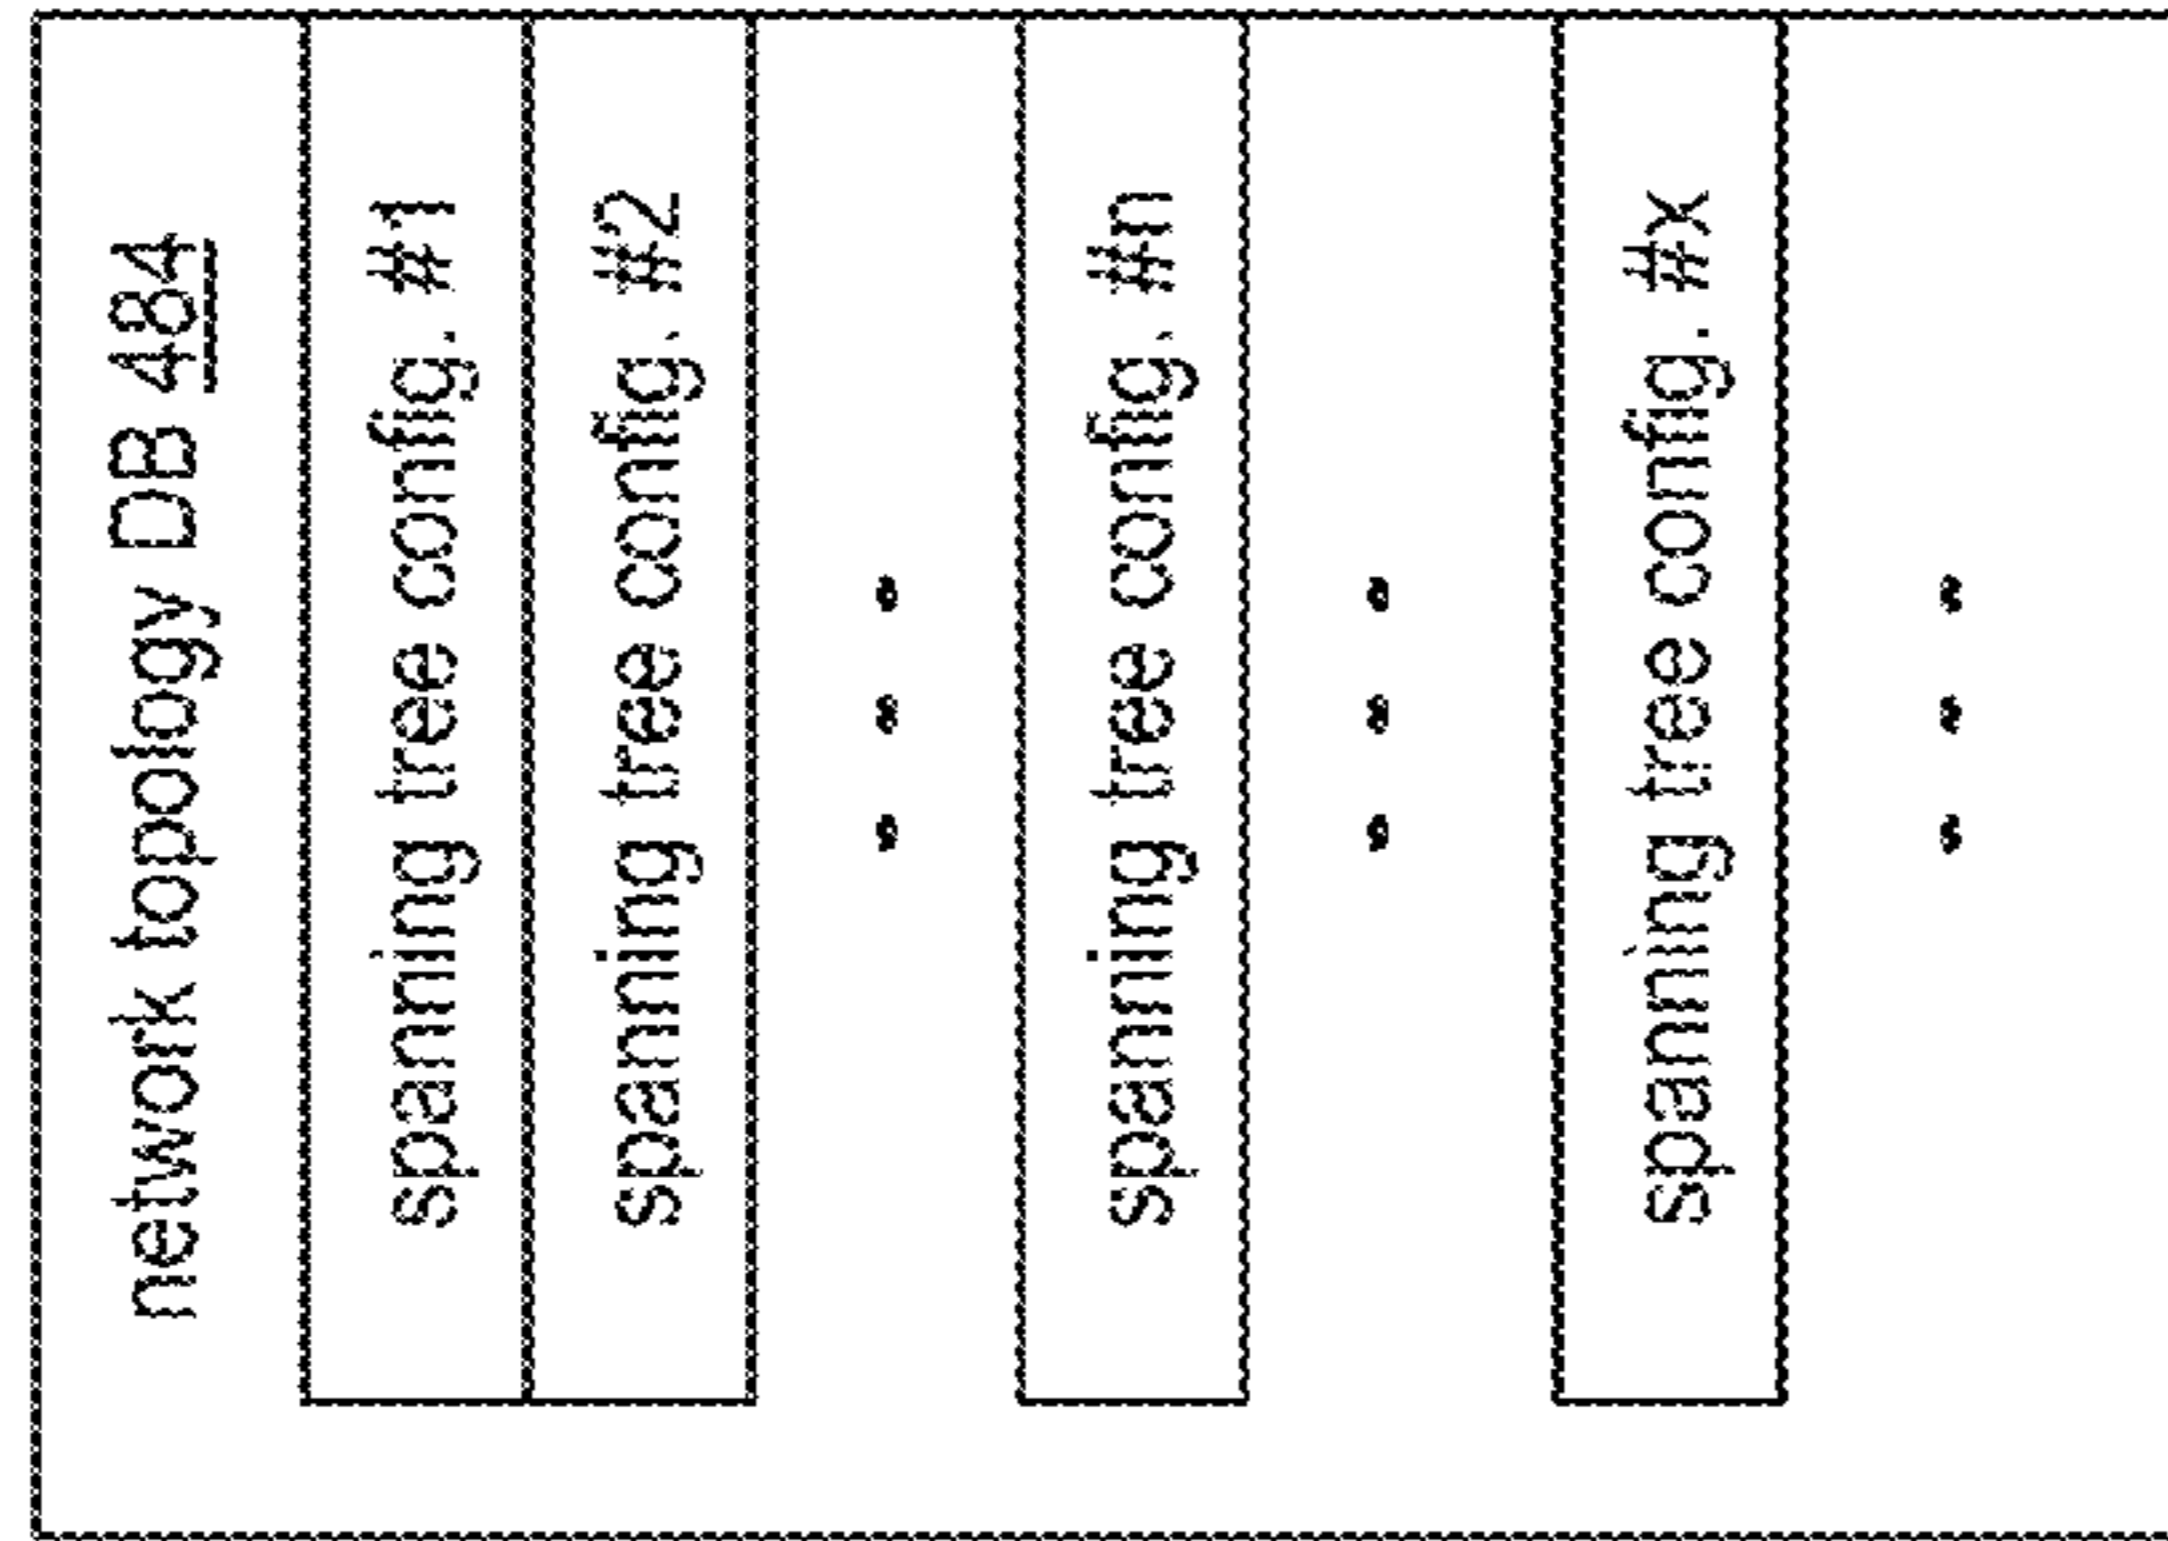 network topology DB 484
spanning tree config. #1
spanning tree config. #2
spanning tree config. #n
spanning tree config. #x